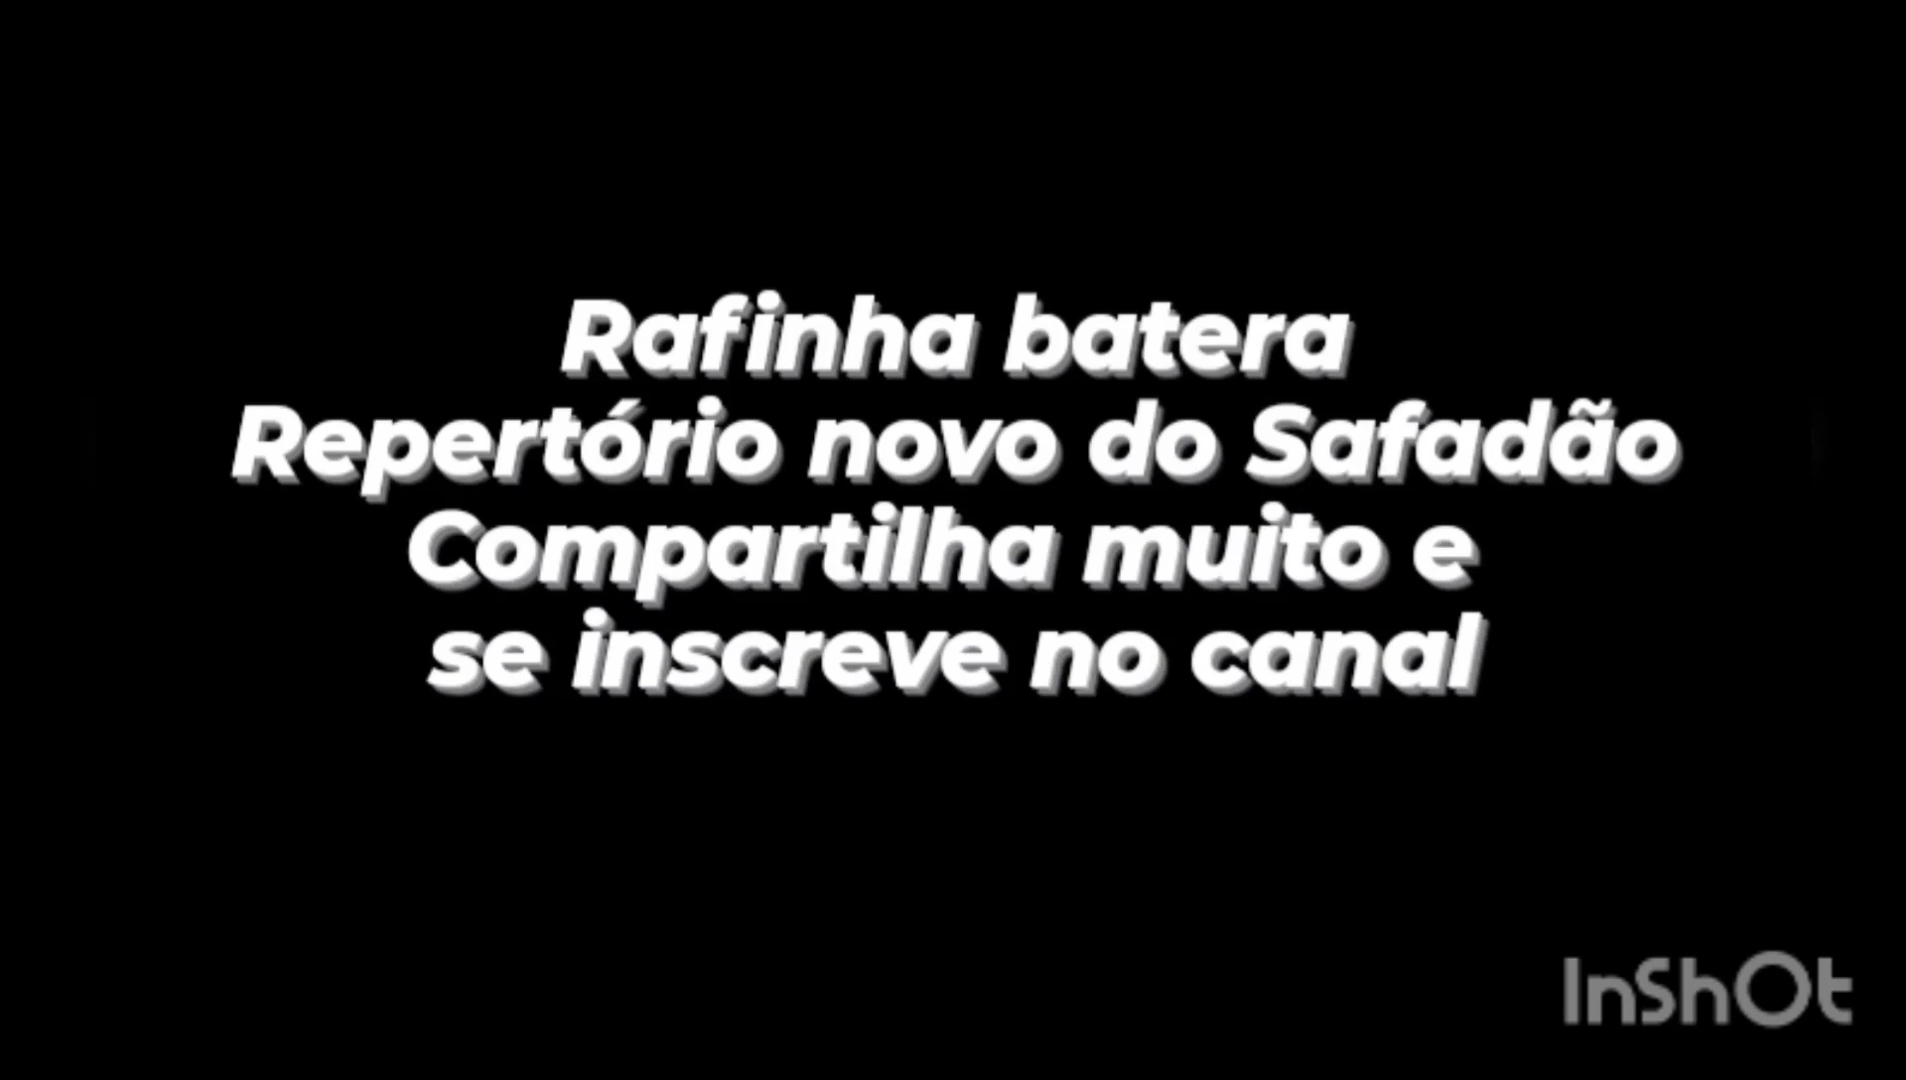 Rafinha batera
Repertório novo do Safadão
Compartilha muito e
se inscreve no canal
InShOt